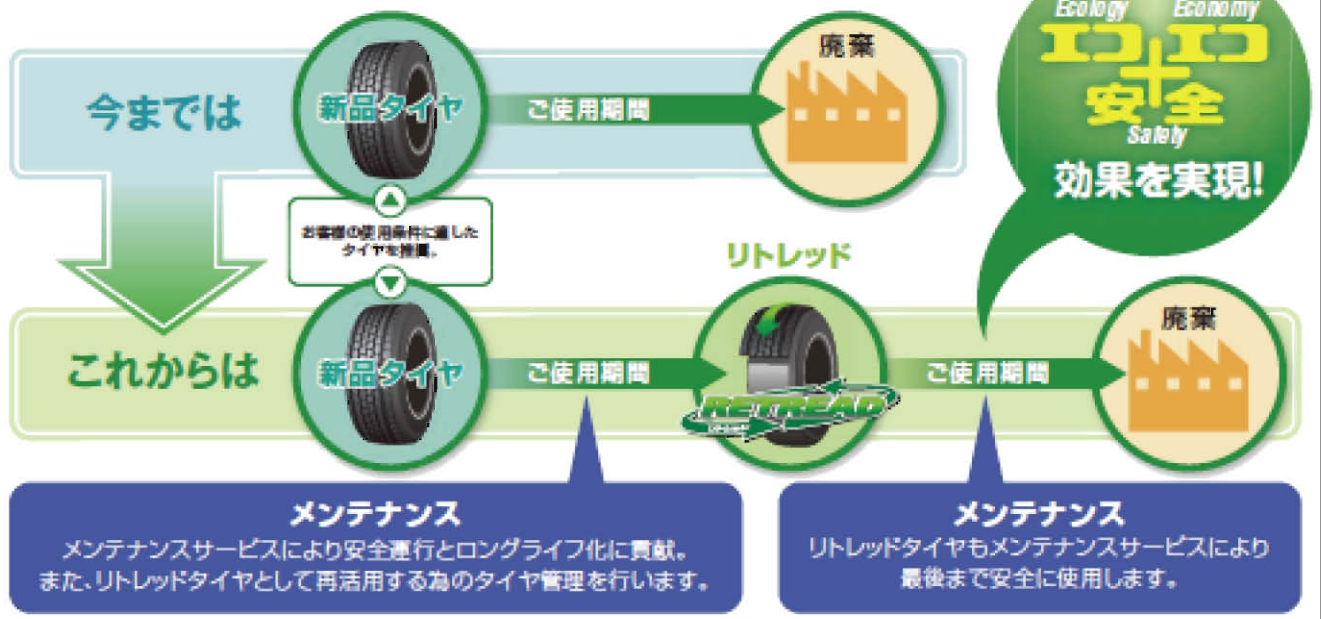 Ecology Economy
エコ+エコ
安全
Safety
効果を実現!
今までは
新品タイヤ
ご使用期間
廃棄
お客様の使用条件に適した
タイヤを推奨。
リトレッド
これからは
新品タイヤ
ご使用期間
RETREAD
ご使用期間
廃棄
メンテナンス
メンテナンスサービスにより安全運行とロングライフ化に貢献。
また、リトレッドタイヤとして再活用する為のタイヤ管理を行います。
メンテナンス
リトレッドタイヤもメンテナンスサービスにより
最後まで安全に使用します。